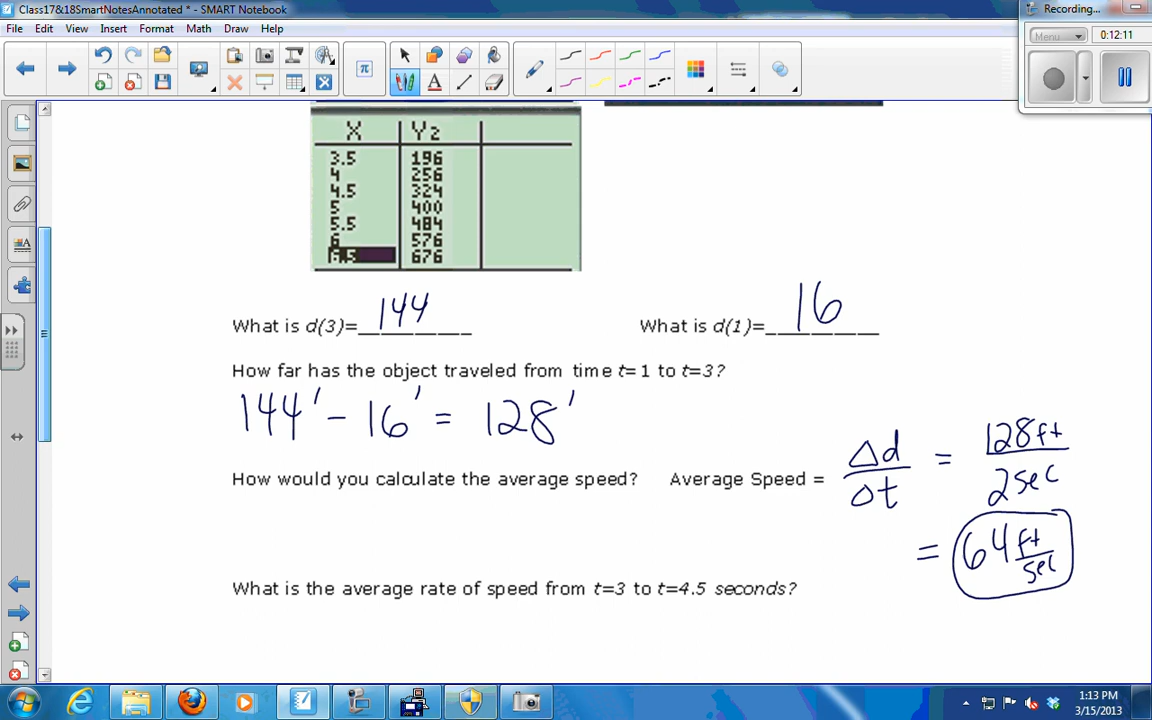 Class17&18SmartNotesAnnotated * - SMART Notebook
Recording...
File Edit View Insert Format Math Draw Help
Menu
0:12:11
π
A
X Y2
3.5 196
4 256
4.5 324
5 400
5.5 484
6 576
6.5 676
What is d(3)=__________ 144
What is d(1)=__________ 16
How far has the object traveled from time t=1 to t=3?
144' - 16' = 128'
How would you calculate the average speed? Average Speed = Δd/Δt = 128ft/2sec
= 64 ft/sec
What is the average rate of speed from t=3 to t=4.5 seconds?
1:13 PM
3/15/2013